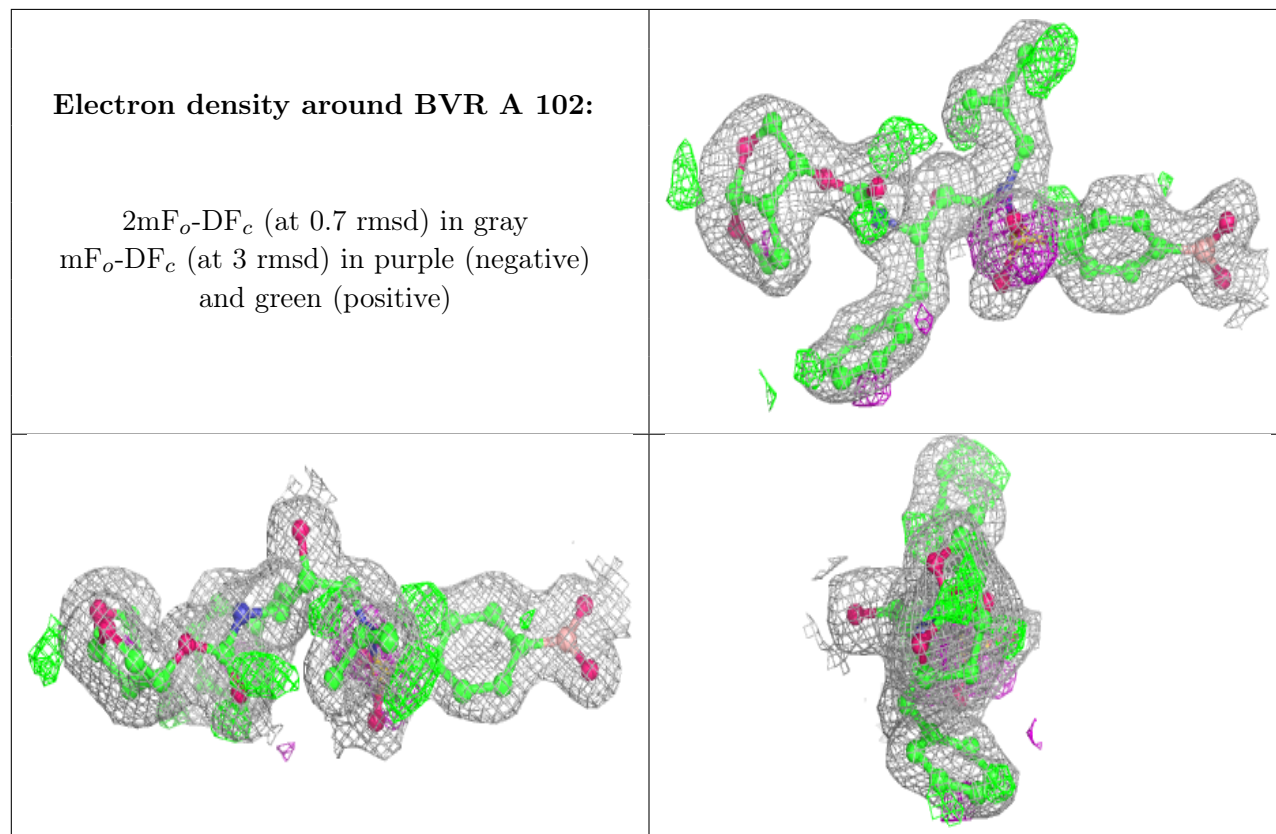 Electron density around BVR A 102:
2mFo-DFc (at 0.7 rmsd) in gray
mFo-DFc (at 3 rmsd) in purple (negative)
and green (positive)